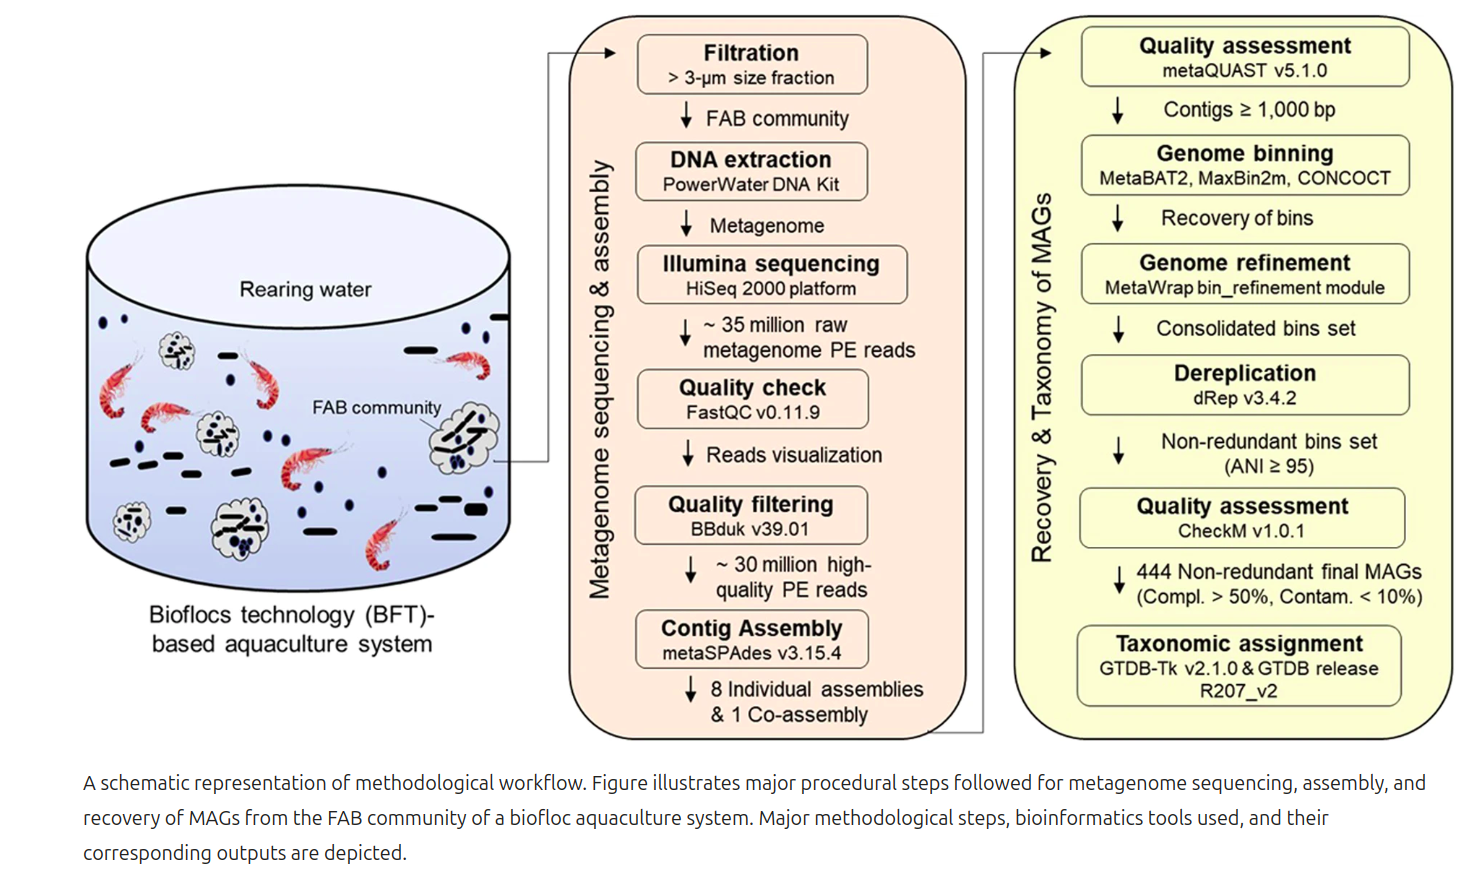 Rearing water
FAB community
Bioflocs technology (BFT)-
based aquaculture system
Metagenome sequencing & assembly
Filtration
> 3-µm size fraction
FAB community
DNA extraction
PowerWater DNA Kit
Metagenome
Illumina sequencing
HiSeq 2000 platform
~ 35 million raw
metagenome PE reads
Quality check
FastQC v0.11.9
Reads visualization
Quality filtering
BBduk v39.01
~ 30 million high-
quality PE reads
Contig Assembly
metaSPAdes v3.15.4
8 Individual assemblies
& 1 Co-assembly
Recovery & Taxonomy of MAGs
Quality assessment
metaQUAST v5.1.0
Contigs ≥ 1,000 bp
Genome binning
MetaBAT2, MaxBin2m, CONCOCT
Recovery of bins
Genome refinement
MetaWrap bin_refinement module
Consolidated bins set
Dereplication
dRep v3.4.2
Non-redundant bins set
(ANI ≥ 95)
Quality assessment
CheckM v1.0.1
444 Non-redundant final MAGs
(Compl. > 50%, Contam. < 10%)
Taxonomic assignment
GTDB-Tk v2.1.0 & GTDB release
R207_v2
A schematic representation of methodological workflow. Figure illustrates major procedural steps followed for metagenome sequencing, assembly, and
recovery of MAGs from the FAB community of a biofloc aquaculture system. Major methodological steps, bioinformatics tools used, and their
corresponding outputs are depicted.